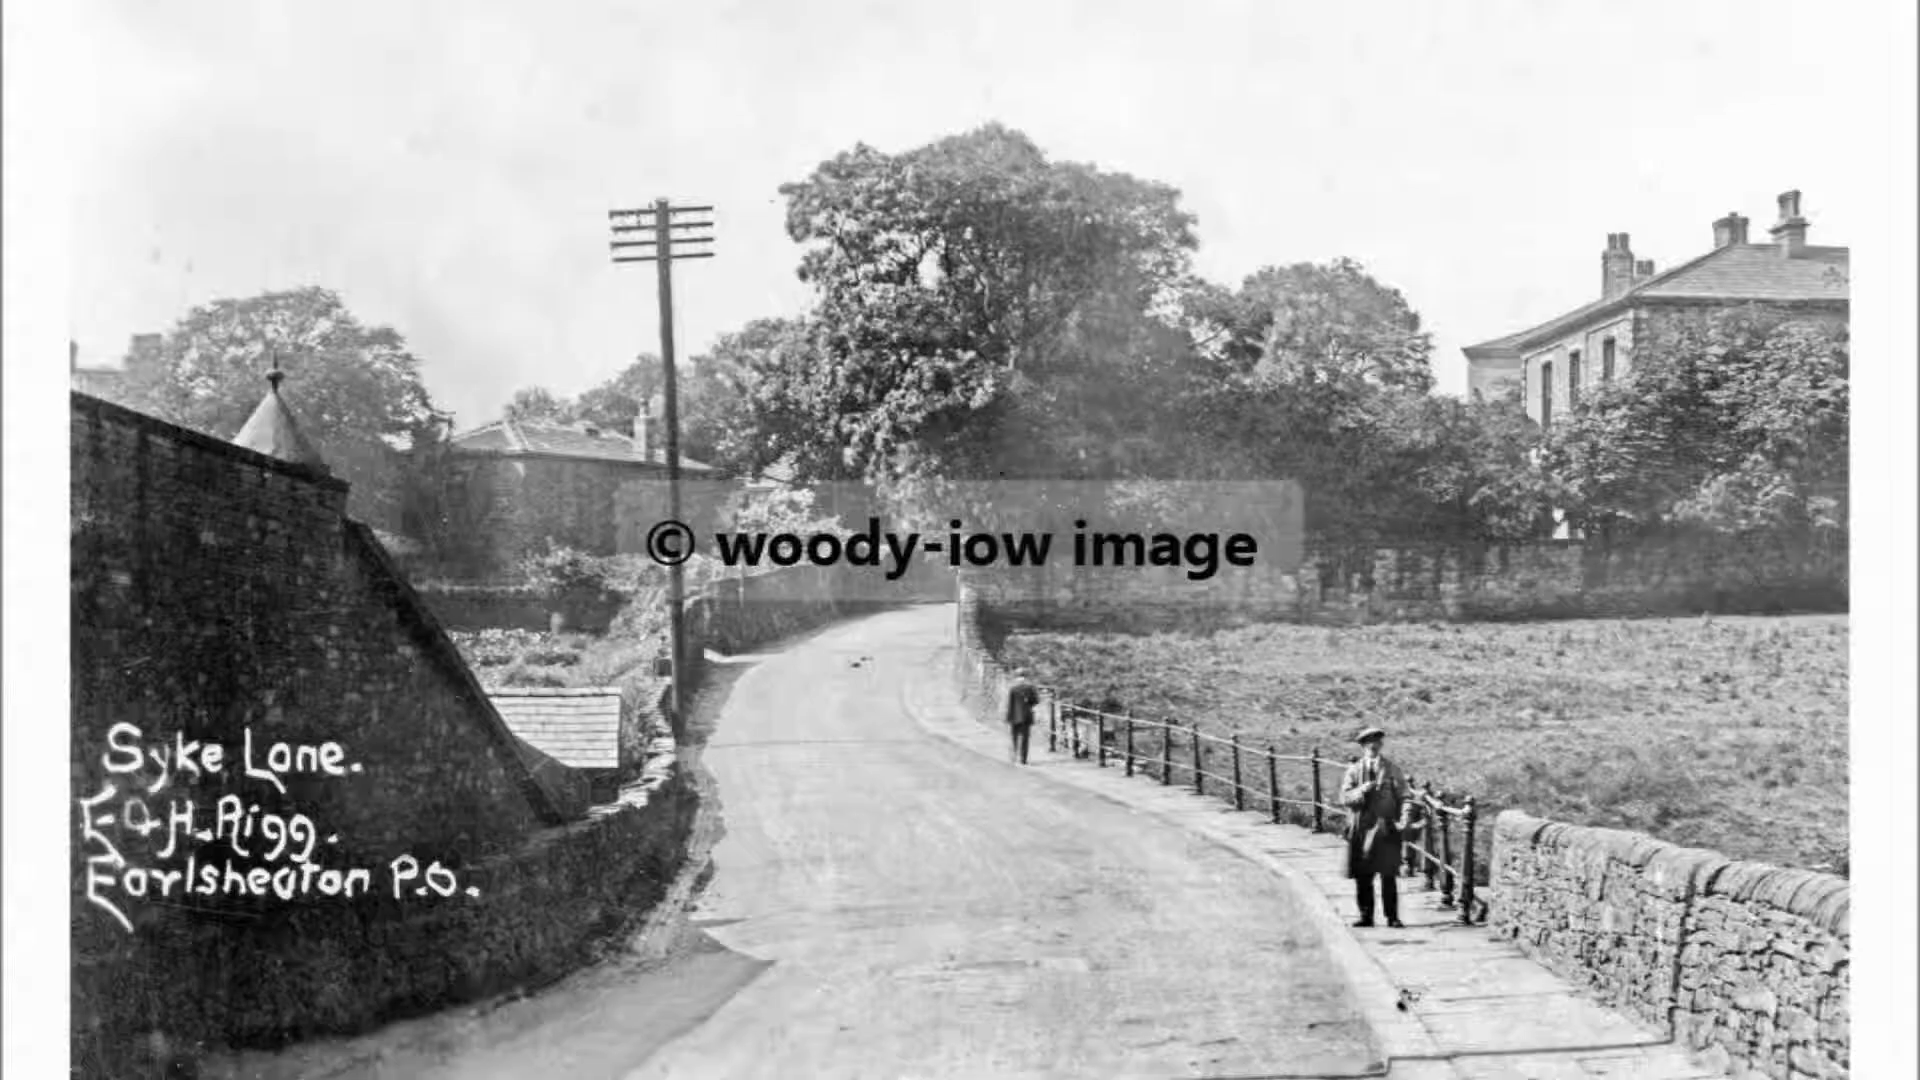 © woody-iow image
Syke Lane.
E & H. Rigg.
Earlsheaton P.O.